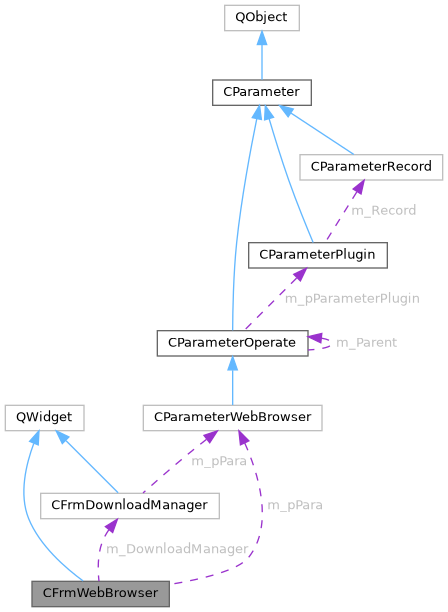 QObject
CParameter
CParameterRecord
m_Record
CParameterPlugin
m_pParameterPlugin
CParameterOperate
m_Parent
QWidget
CParameterWebBrowser
m_pPara
CFrmDownloadManager
m_pPara
m_DownloadManager
CFrmWebBrowser